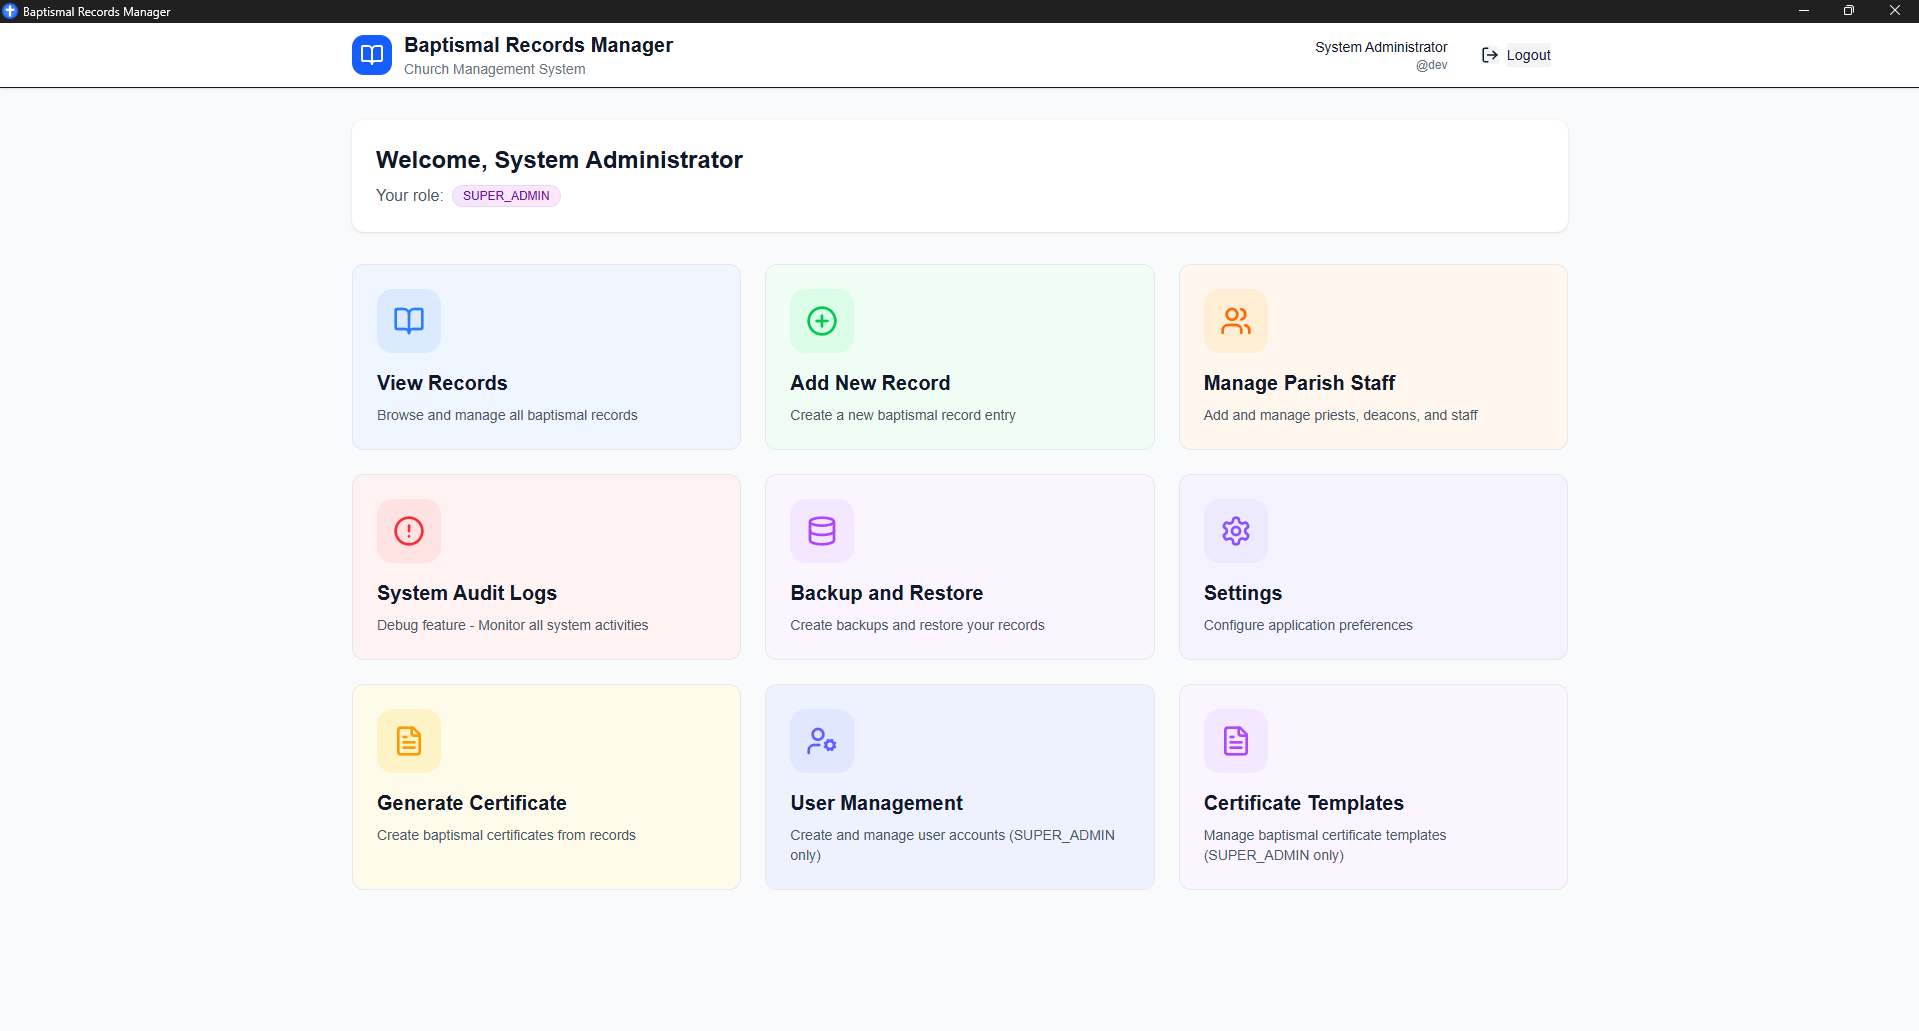 Baptismal Records Manager
Baptismal Records Manager
Church Management System
System Administrator
@dev
Logout
Welcome, System Administrator
Your role: SUPER_ADMIN
View Records
Browse and manage all baptismal records
Add New Record
Create a new baptismal record entry
Manage Parish Staff
Add and manage priests, deacons, and staff
System Audit Logs
Debug feature - Monitor all system activities
Backup and Restore
Create backups and restore your records
Settings
Configure application preferences
Generate Certificate
Create baptismal certificates from records
User Management
Create and manage user accounts (SUPER_ADMIN
only)
Certificate Templates
Manage baptismal certificate templates
(SUPER_ADMIN only)